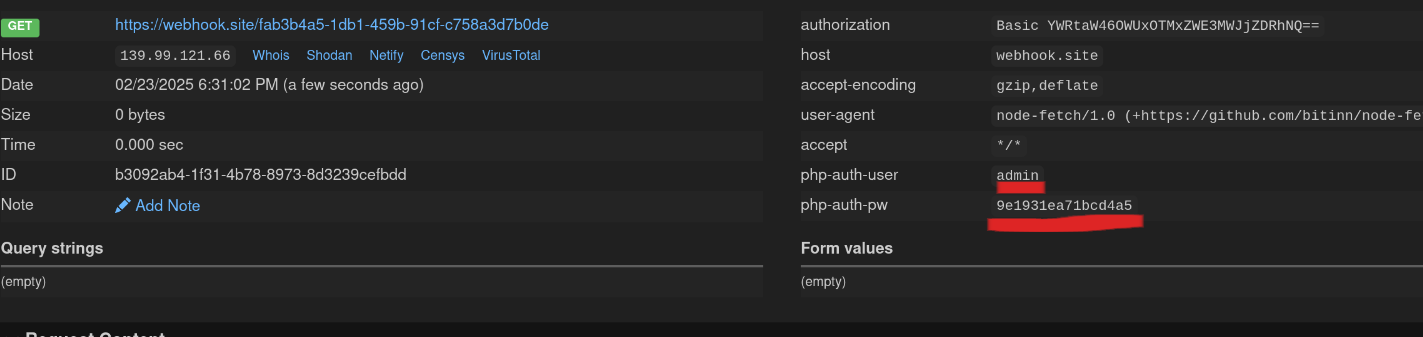 GET https://webhook.site/fab3b4a5-1db1-459b-91cf-c758a3d7b0de
Host 139.99.121.66 Whois Shodan Netify Censys VirusTotal
Date 02/23/2025 6:31:02 PM (a few seconds ago)
Size 0 bytes
Time 0.000 sec
ID b3092ab4-1f31-4b78-8973-8d3239cefbdd
Note Add Note
Query strings
(empty)
authorization Basic YWRtaW46OWUxOTMxZWE3MWJjZDRhNQ==
host webhook.site
accept-encoding gzip,deflate
user-agent node-fetch/1.0 (+https://github.com/bitinn/node-fe
accept */*
php-auth-user admin
php-auth-pw 9e1931ea71bcd4a5
Form values
(empty)
Request Content